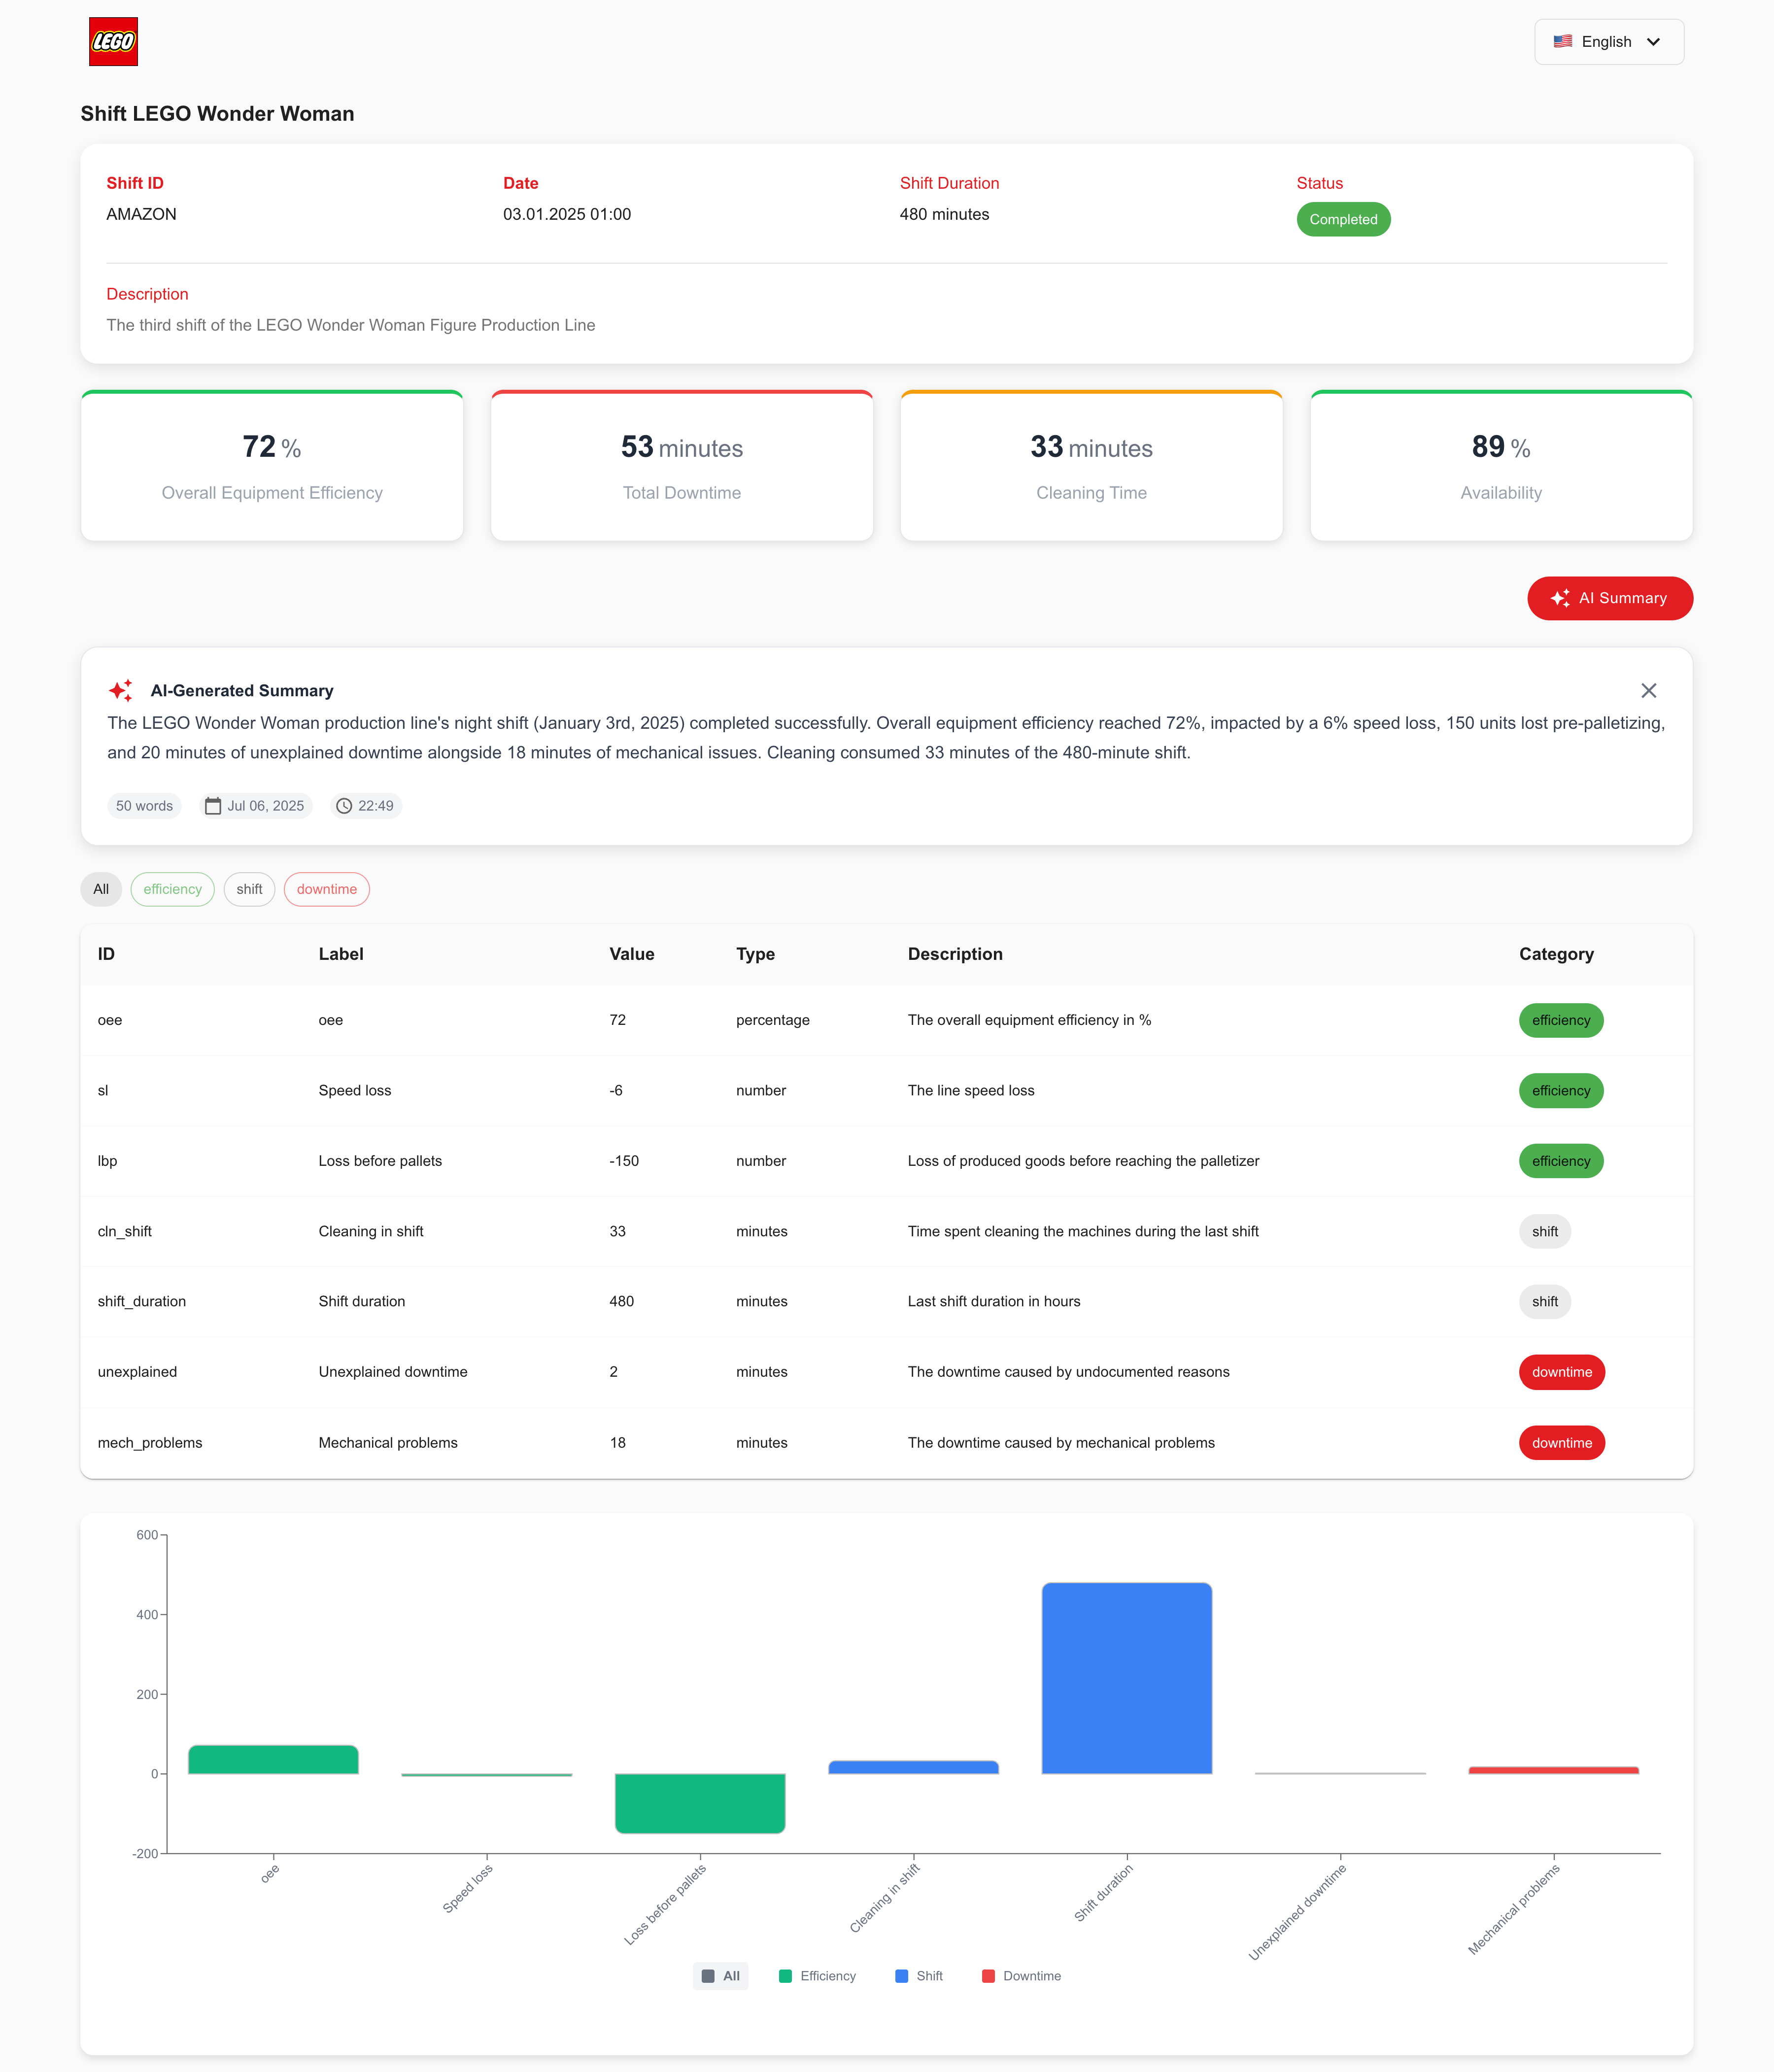 LEGO
English
Shift LEGO Wonder Woman
Shift ID
Date
Shift Duration
Status
AMAZON
03.01.2025 01:00
480 minutes
Completed
Description
The third shift of the LEGO Wonder Woman Figure Production Line
72 %
53 minutes
33 minutes
89 %
Overall Equipment Efficiency
Total Downtime
Cleaning Time
Availability
AI Summary
AI-Generated Summary
The LEGO Wonder Woman production line's night shift (January 3rd, 2025) completed successfully. Overall equipment efficiency reached 72%, impacted by a 6% speed loss, 150 units lost pre-palletizing,
and 20 minutes of unexplained downtime alongside 18 minutes of mechanical issues. Cleaning consumed 33 minutes of the 480-minute shift.
50 words
Jul 06, 2025
22:49
All
efficiency
shift
downtime
ID Label Value Type Description Category
oee oee 72 percentage The overall equipment efficiency in % efficiency
sl Speed loss -6 number The line speed loss efficiency
lbp Loss before pallets -150 number Loss of produced goods before reaching the palletizer efficiency
cln_shift Cleaning in shift 33 minutes Time spent cleaning the machines during the last shift shift
shift_duration Shift duration 480 minutes Last shift duration in hours shift
unexplained Unexplained downtime 2 minutes The downtime caused by undocumented reasons downtime
mech_problems Mechanical problems 18 minutes The downtime caused by mechanical problems downtime
600
400
200
0
-200
oee
Speed loss
Loss before pallets
Cleaning in shift
Shift duration
Unexplained downtime
Mechanical problems
All
Efficiency
Shift
Downtime